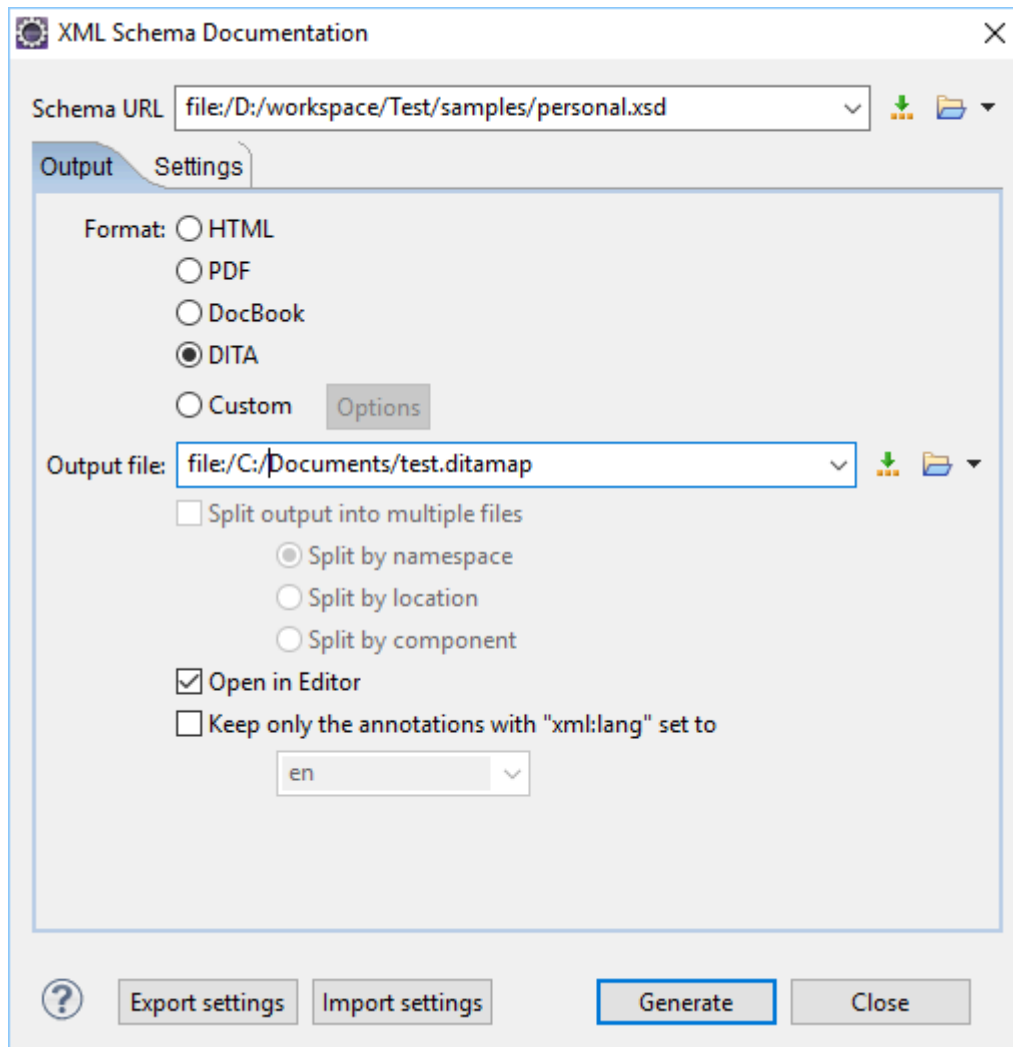 XML Schema Documentation
Schema URL file:/D:/workspace/Test/samples/personal.xsd
Output Settings
Format: HTML
PDF
DocBook
DITA
Custom Options
Output file: file:/C:/Documents/test.ditamap
Split output into multiple files
Split by namespace
Split by location
Split by component
Open in Editor
Keep only the annotations with "xml:lang" set to
en
? Export settings Import settings Generate Close